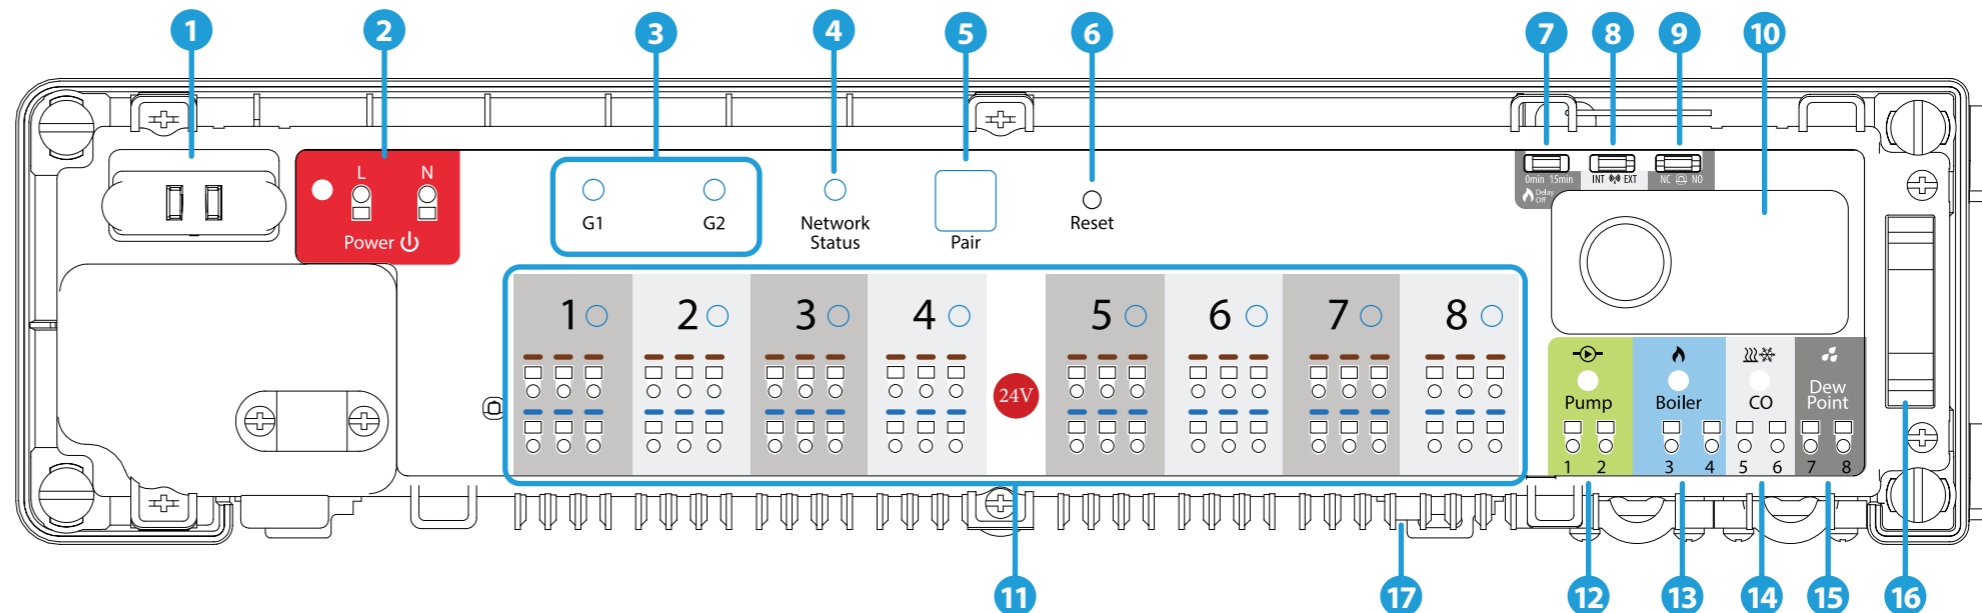 1 2 3 4 5 6 7 8 9 10
L N
Power
G1 G2
Network
Status
Pair
Reset
0min 15min
Delay
Off
INT EXT
NC NO
1 2 3 4 5 6 7 8
24V
Pump
Boiler
CO
Dew
Point
1 2 3 4 5 6 7 8
11 17 12 13 14 15 16